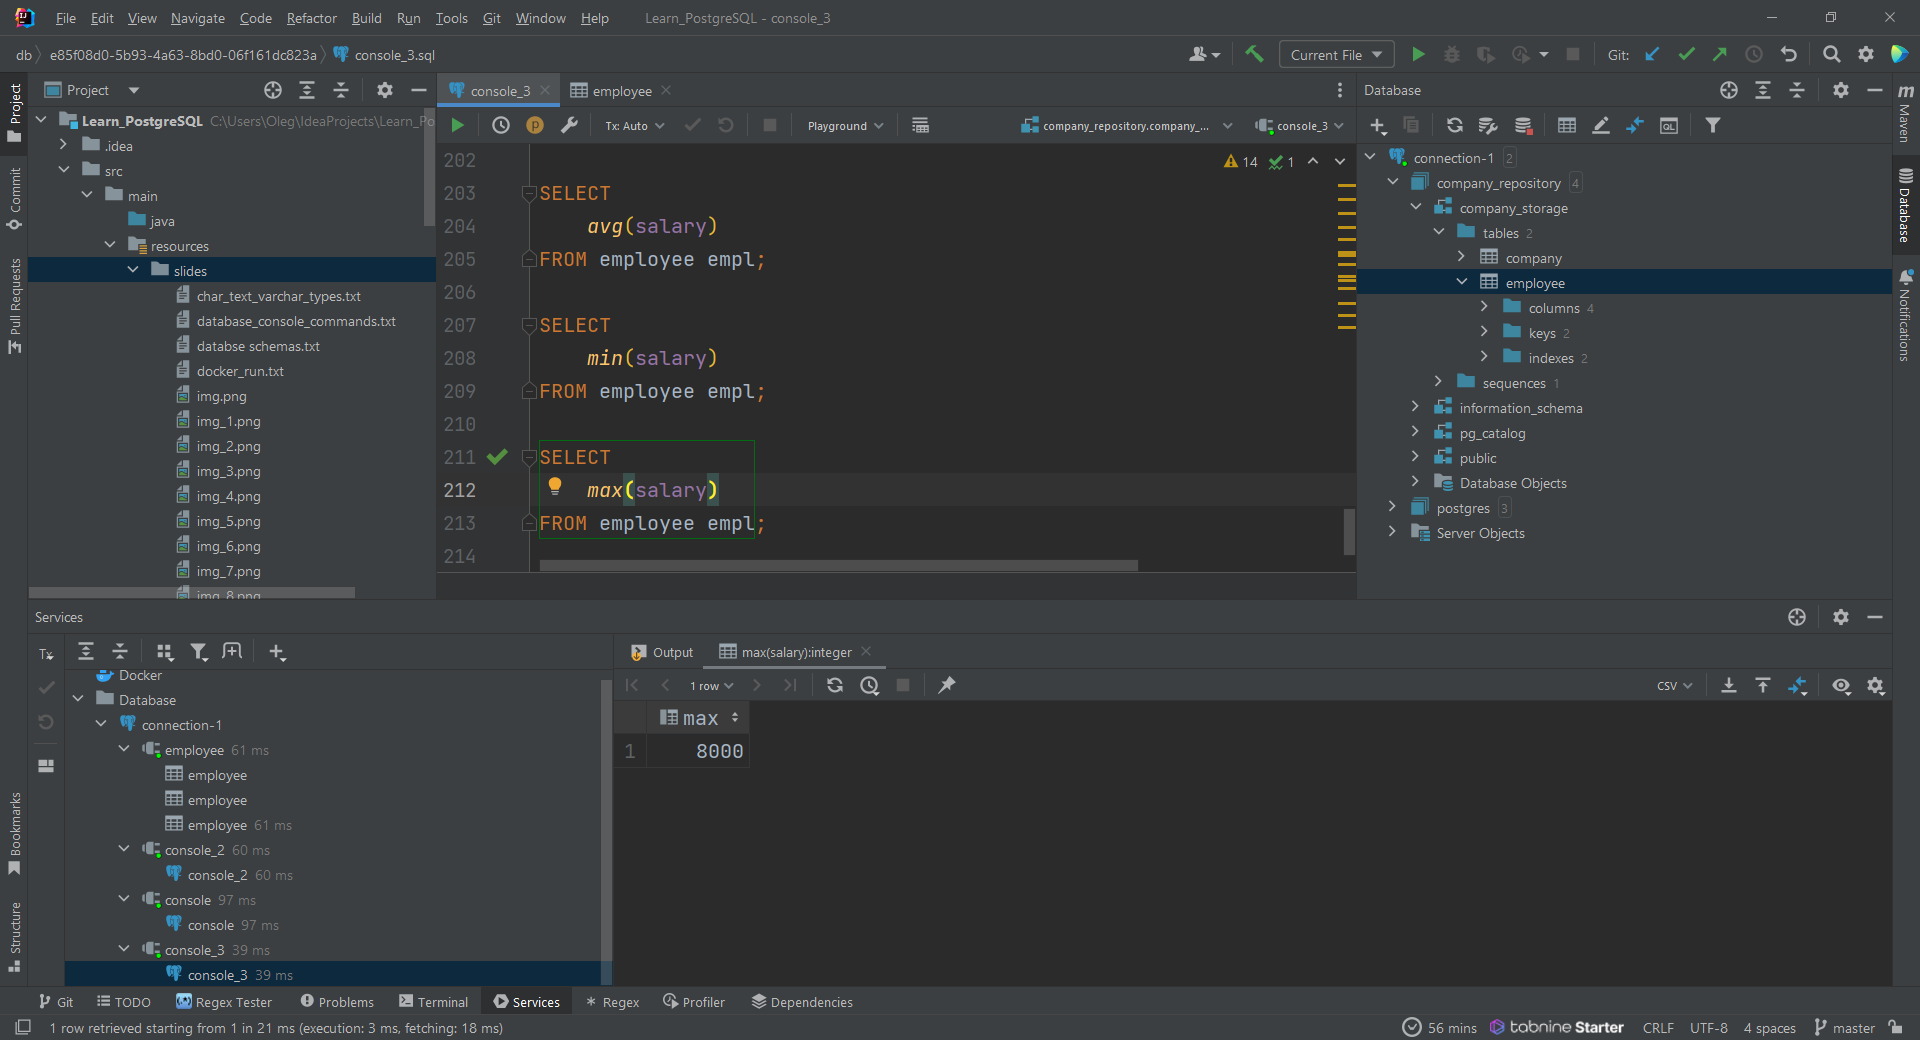 File Edit View Navigate Code Refactor Build Run Tools Git Window Help Learn_PostgreSQL - console_3
db e85f08d0-5b93-4a63-8bd0-06f161dc823a console_3.sql
Current File
Git:
Project
Learn_PostgreSQL C:\Users\Oleg\IdeaProjects\Learn_Po
.idea
src
main
java
resources
slides
char_text_varchar_types.txt
database_console_commands.txt
databse schemas.txt
docker_run.txt
img.png
img_1.png
img_2.png
img_3.png
img_4.png
img_5.png
img_6.png
img_7.png
img_8.png
Project
Commit
Pull Requests
Bookmarks
Structure
console_3 employee
Tx: Auto Playground company_repository.company_... console_3
14 1
202
203 SELECT
204 avg(salary)
205 FROM employee empl;
206
207 SELECT
208 min(salary)
209 FROM employee empl;
210
211 SELECT
212 max(salary)
213 FROM employee empl;
214
Database
connection-1 2
company_repository 4
company_storage
tables 2
company
employee
columns 4
keys 2
indexes 2
sequences 1
information_schema
pg_catalog
public
Database Objects
postgres 3
Server Objects
Maven
Database
Notifications
Services
Tx
Docker
Database
connection-1
employee 61 ms
employee
employee
employee 61 ms
console_2 60 ms
console_2 60 ms
console 97 ms
console 97 ms
console_3 39 ms
console_3 39 ms
Output max(salary):integer
1 row CSV
max
1 8000
Git TODO Regex Tester Problems Terminal Services Regex Profiler Dependencies
1 row retrieved starting from 1 in 21 ms (execution: 3 ms, fetching: 18 ms) 56 mins tabnine Starter CRLF UTF-8 4 spaces master